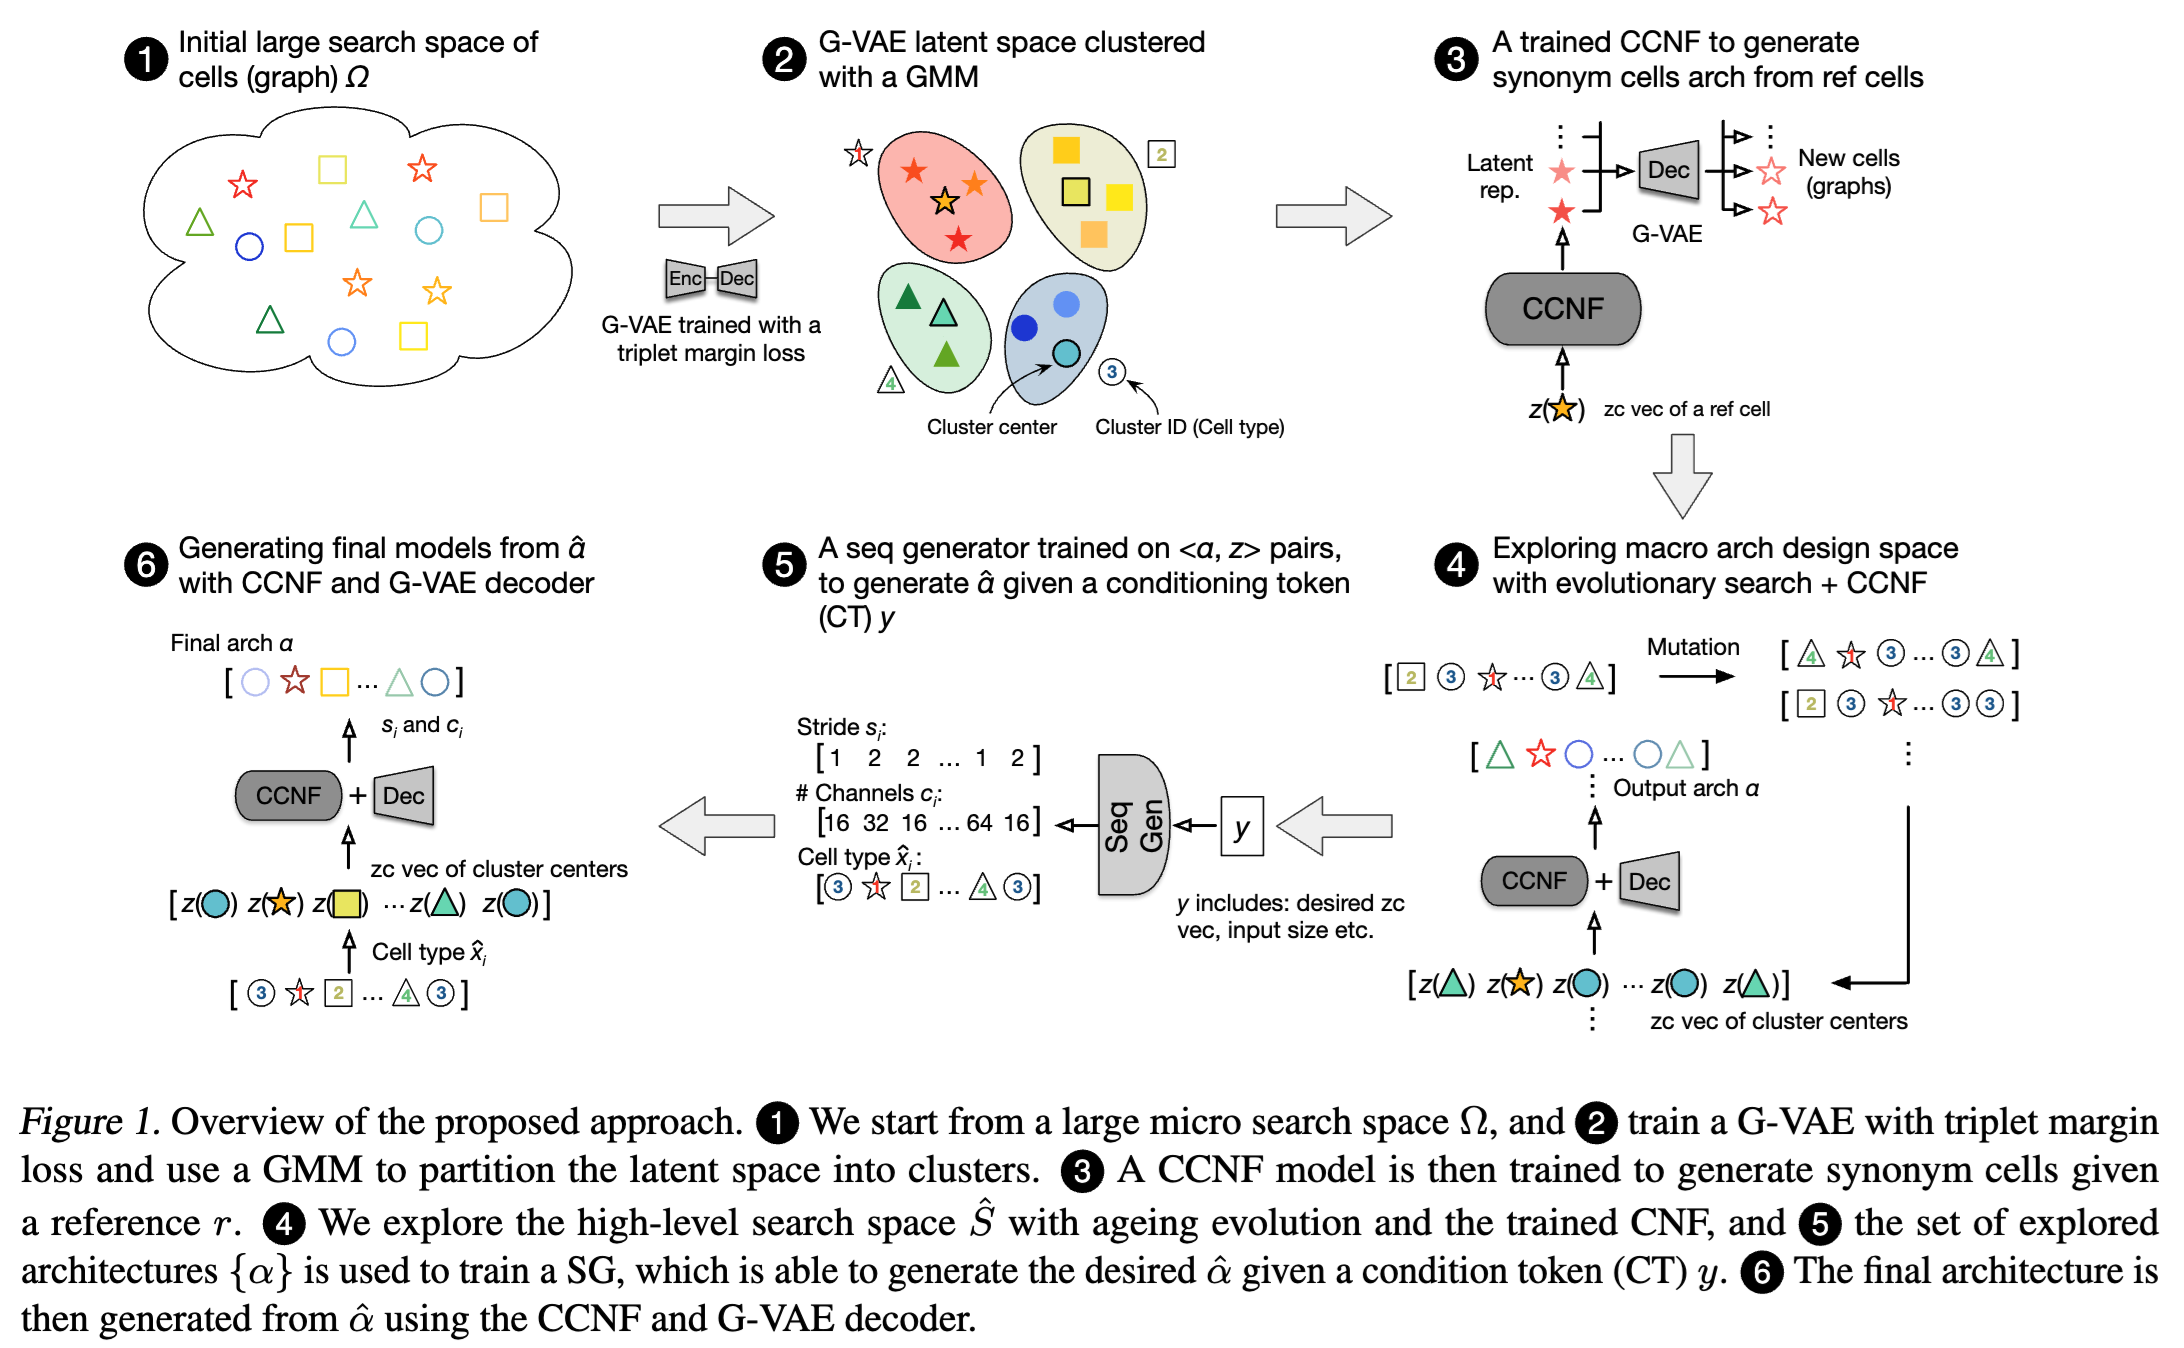 1 Initial large search space of
cells (graph) Ω
2 G-VAE latent space clustered
with a GMM
3 A trained CCNF to generate
synonym cells arch from ref cells
Enc Dec
G-VAE trained with a
triplet margin loss
1
2
4
3
Cluster center
Cluster ID (Cell type)
Latent
rep.
Dec
New cells
(graphs)
G-VAE
CCNF
z( )
zc vec of a ref cell
6 Generating final models from α̂
with CCNF and G-VAE decoder
Final arch α
[ ... ]
s_i and c_i
CCNF + Dec
zc vec of cluster centers
[z( ) z( ) z( ) ... z( ) z( )]
Cell type x̂_i
[ 3 1 2 ... 4 3 ]
5 A seq generator trained on <α, z> pairs,
to generate α̂ given a conditioning token
(CT) y
Stride s_i:
[1 2 2 ... 1 2]
# Channels c_i:
[16 32 16 ... 64 16]
Cell type x̂_i:
[3 1 2 ... 4 3]
Seq
Gen
y
y includes: desired zc
vec, input size etc.
4 Exploring macro arch design space
with evolutionary search + CCNF
[2 3 1 ... 3 4]
Mutation
[4 1 3 ... 3 4]
[2 3 1 ... 3 3]
[ ... ]
Output arch α
CCNF + Dec
[z( ) z( ) z( ) ... z( ) z( )]
zc vec of cluster centers
Figure 1. Overview of the proposed approach. 1 We start from a large micro search space Ω, and 2 train a G-VAE with triplet margin
loss and use a GMM to partition the latent space into clusters. 3 A CCNF model is then trained to generate synonym cells given
a reference r. 4 We explore the high-level search space Ŝ with ageing evolution and the trained CNF, and 5 the set of explored
architectures {α} is used to train a SG, which is able to generate the desired α̂ given a condition token (CT) y. 6 The final architecture is
then generated from α̂ using the CCNF and G-VAE decoder.